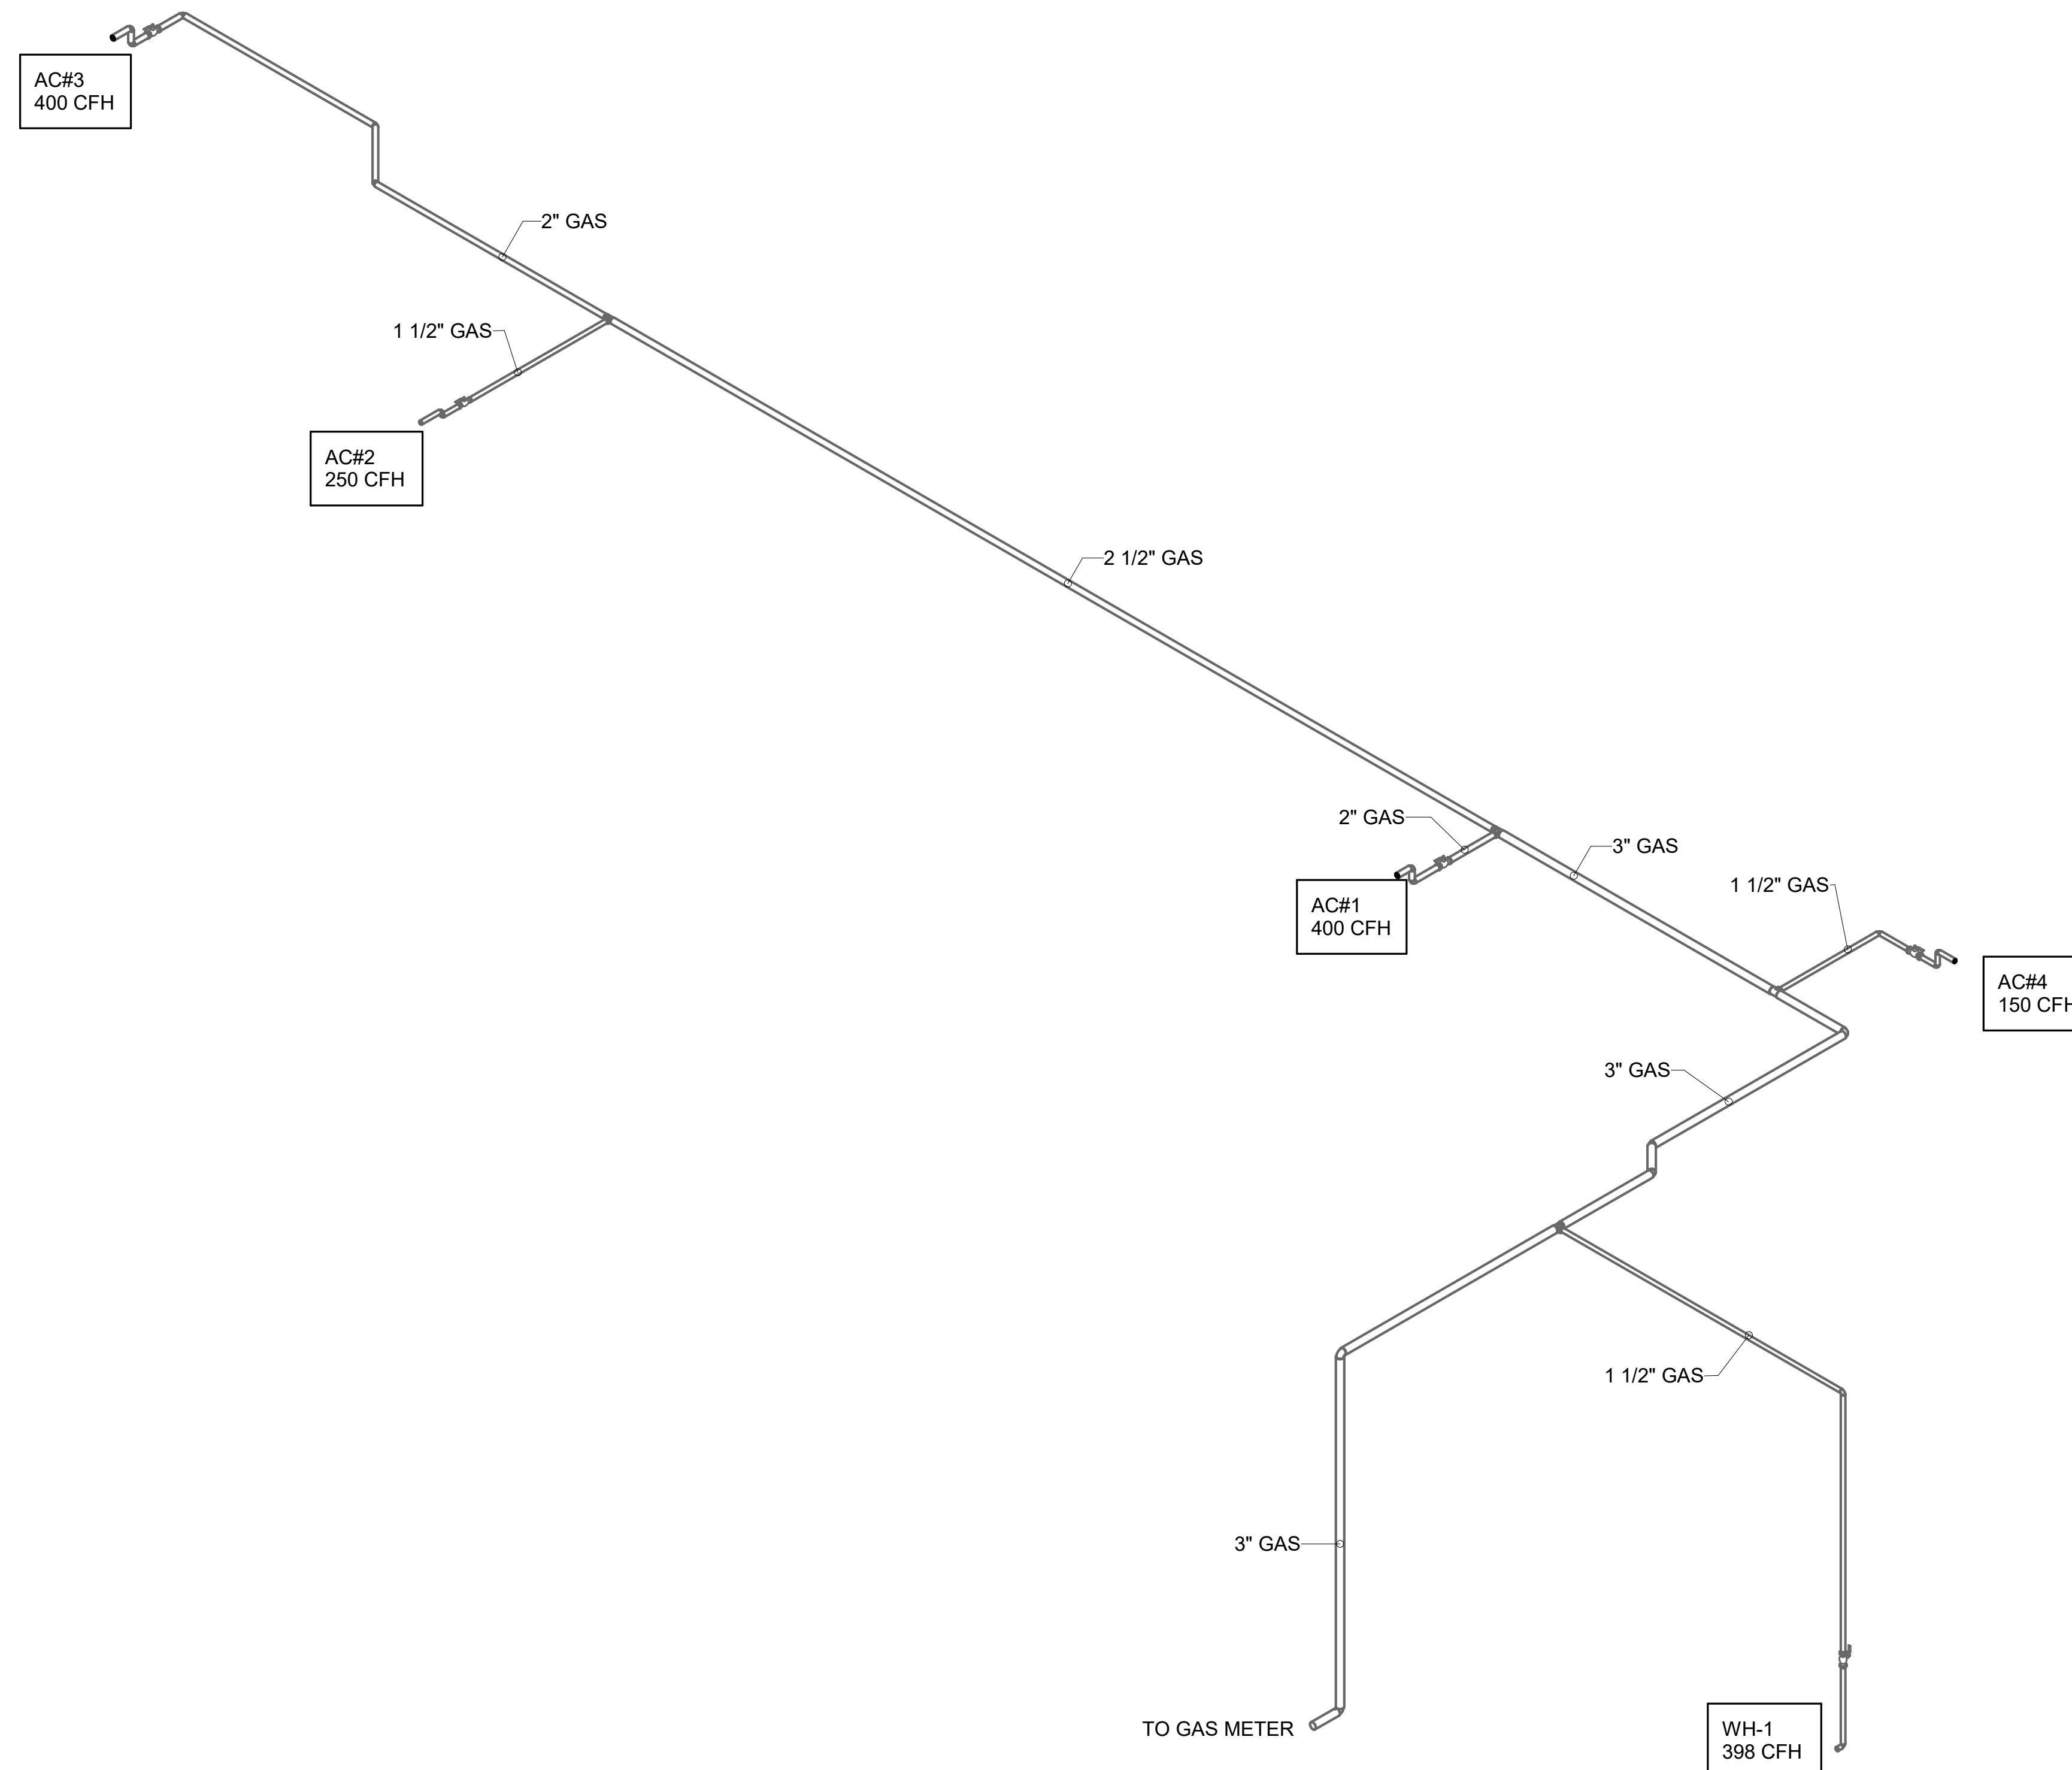 AC#3
400 CFH
2" GAS
1 1/2" GAS
AC#2
250 CFH
2 1/2" GAS
2" GAS
3" GAS
1 1/2" GAS
AC#1
400 CFH
AC#4
150 CFH
3" GAS
1 1/2" GAS
3" GAS
TO GAS METER
WH-1
398 CFH